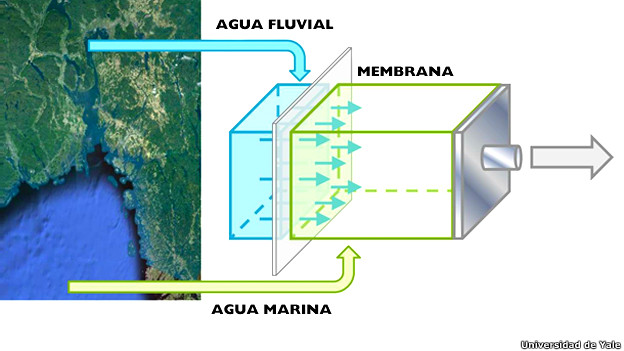 AGUA FLUVIAL
MEMBRANA
AGUA MARINA
Universidad de Yale